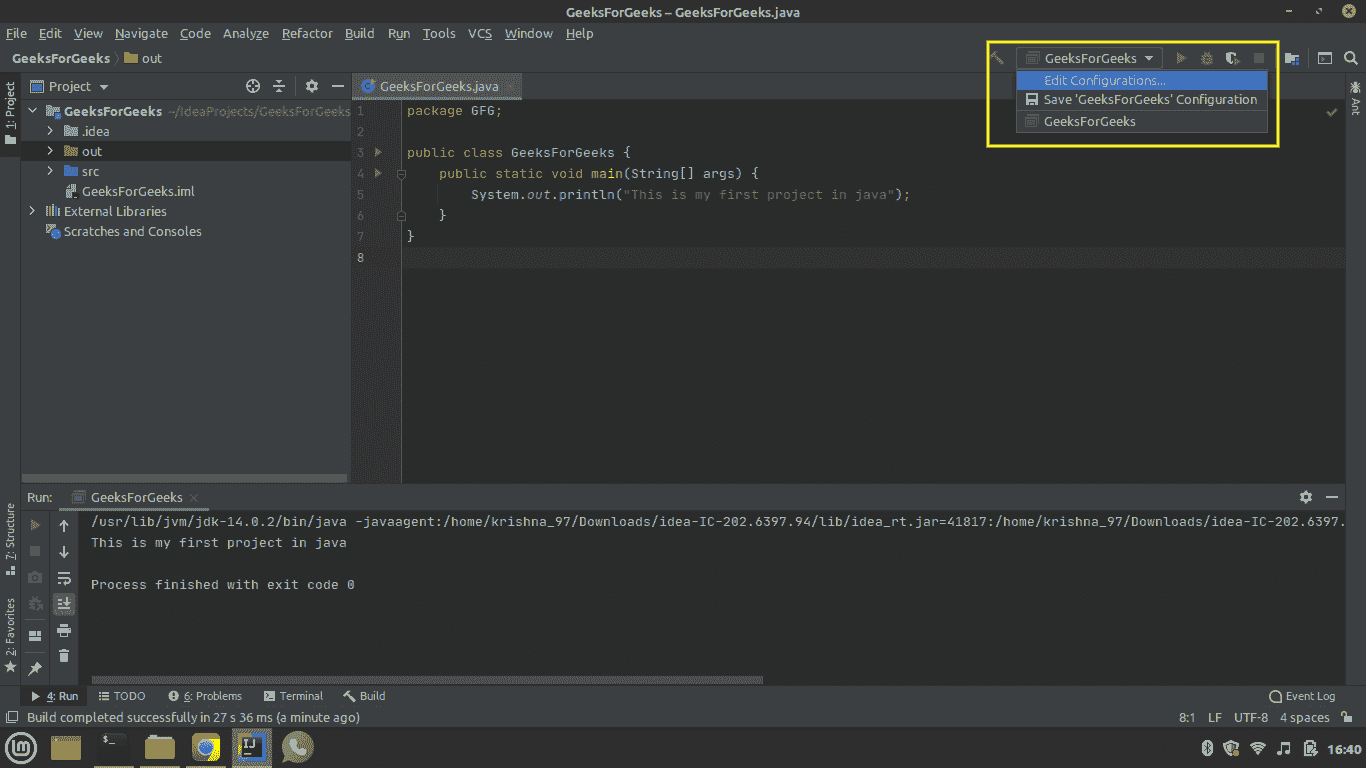 GeeksForGeeks – GeeksForGeeks.java
File Edit View Navigate Code Analyze Refactor Build Run Tools VCS Window Help
GeeksForGeeks out
GeeksForGeeks
Edit Configurations...
Save 'GeeksForGeeks' Configuration
GeeksForGeeks
1: Project
Project
GeeksForGeeks ~/IdeaProjects/GeeksForGeeks
.idea
out
src
GeeksForGeeks.iml
External Libraries
Scratches and Consoles
GeeksForGeeks.java
1 package GFG;
2
3 public class GeeksForGeeks {
4 public static void main(String[] args) {
5 System.out.println("This is my first project in java");
6 }
7 }
8
Ant
Run: GeeksForGeeks
/usr/lib/jvm/jdk-14.0.2/bin/java -javaagent:/home/krishna_97/Downloads/idea-IC-202.6397.94/lib/idea_rt.jar=41817:/home/krishna_97/Downloads/idea-IC-202.6397.
This is my first project in java
Process finished with exit code 0
7: Structure
2: Favorites
4: Run TODO 6: Problems Terminal Build Event Log
Build completed successfully in 27 s 36 ms (a minute ago) 8:1 LF UTF-8 4 spaces
IJ
16:40